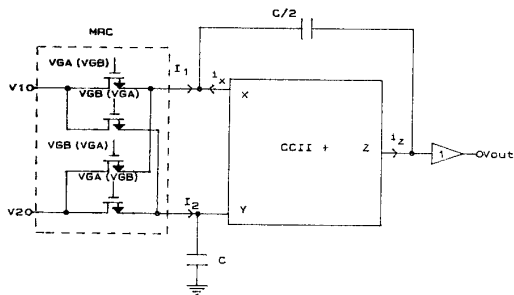 C/2
MRC
VGA (VGB)
I1
ix
V1
VGB (VGA)
X
CCII +
Z
iz
1
Vout
VGB (VGA)
VGA (VGB)
I2
V2
Y
C